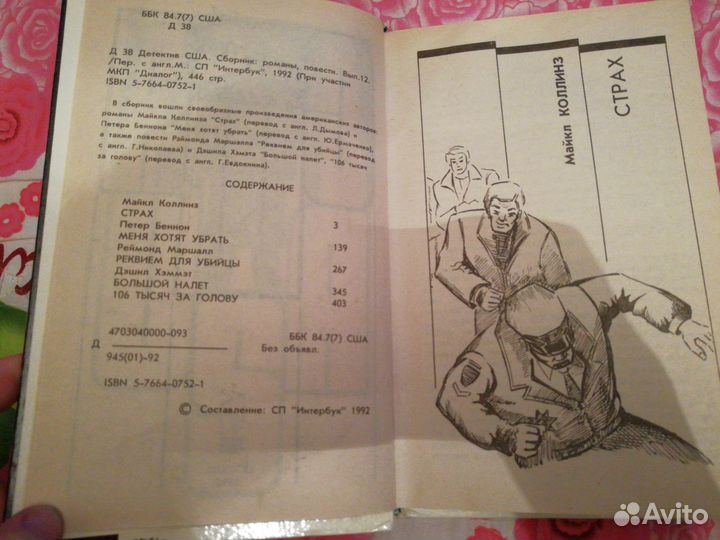 ББК 84.7(7) США
Д 38
Д 38 Детектив США. Сборник: романы, повести. Вып.12.
/Пер. с англ.М.: СП "Интербук", 1992 (При участии
МКП "Диалог"), 446 стр.
ISBN 5-7664-0752-1
В сборник вошли своеобразные произведения американских авторов:
романы Майкла Коллинза "Страх" (перевод с англ. Л.Дымова) и
Петера Беннона "Меня хотят убрать" (перевод с англ. Ю.Ермаченко),
а также повести Раймонда Маршалла "Реквием для убийцы" (перевод
с англ. Г.Николаева) и Дэшила Хэмэта "Большой налет", "106 тысяч
за голову" (перевод с англ. Г.Евдокнина).
СОДЕРЖАНИЕ
Майкл Коллинз
СТРАХ 3
Петер Беннон
МЕНЯ ХОТЯТ УБРАТЬ 139
Реймонд Маршалл
РЕКВИЕМ ДЛЯ УБИЙЦЫ 267
Дэшил Хэммэт
БОЛЬШОЙ НАЛЕТ 345
106 ТЫСЯЧ ЗА ГОЛОВУ 403
4703040000-093
Д
945(01)-92
ББК 84.7(7) США
Без объявл.
ISBN 5-7664-0752-1
© Составление: СП "Интербук" 1992
Майкл КОЛЛИНЗ
СТРАХ
Avito